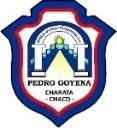 PEDRO GOYENA
CHARATA
- CHACO -